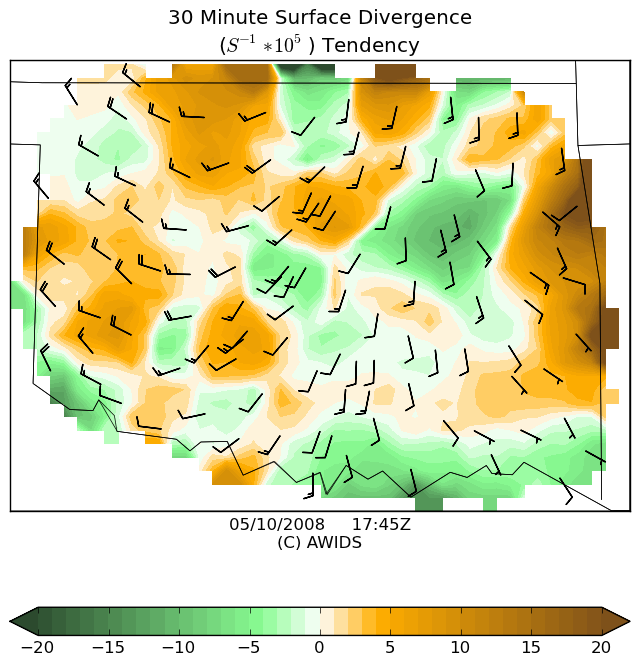 30 Minute Surface Divergence
(S⁻¹ *10⁵ ) Tendency
05/10/2008 17:45Z
(C) AWIDS
−20 −15 −10 −5 0 5 10 15 20